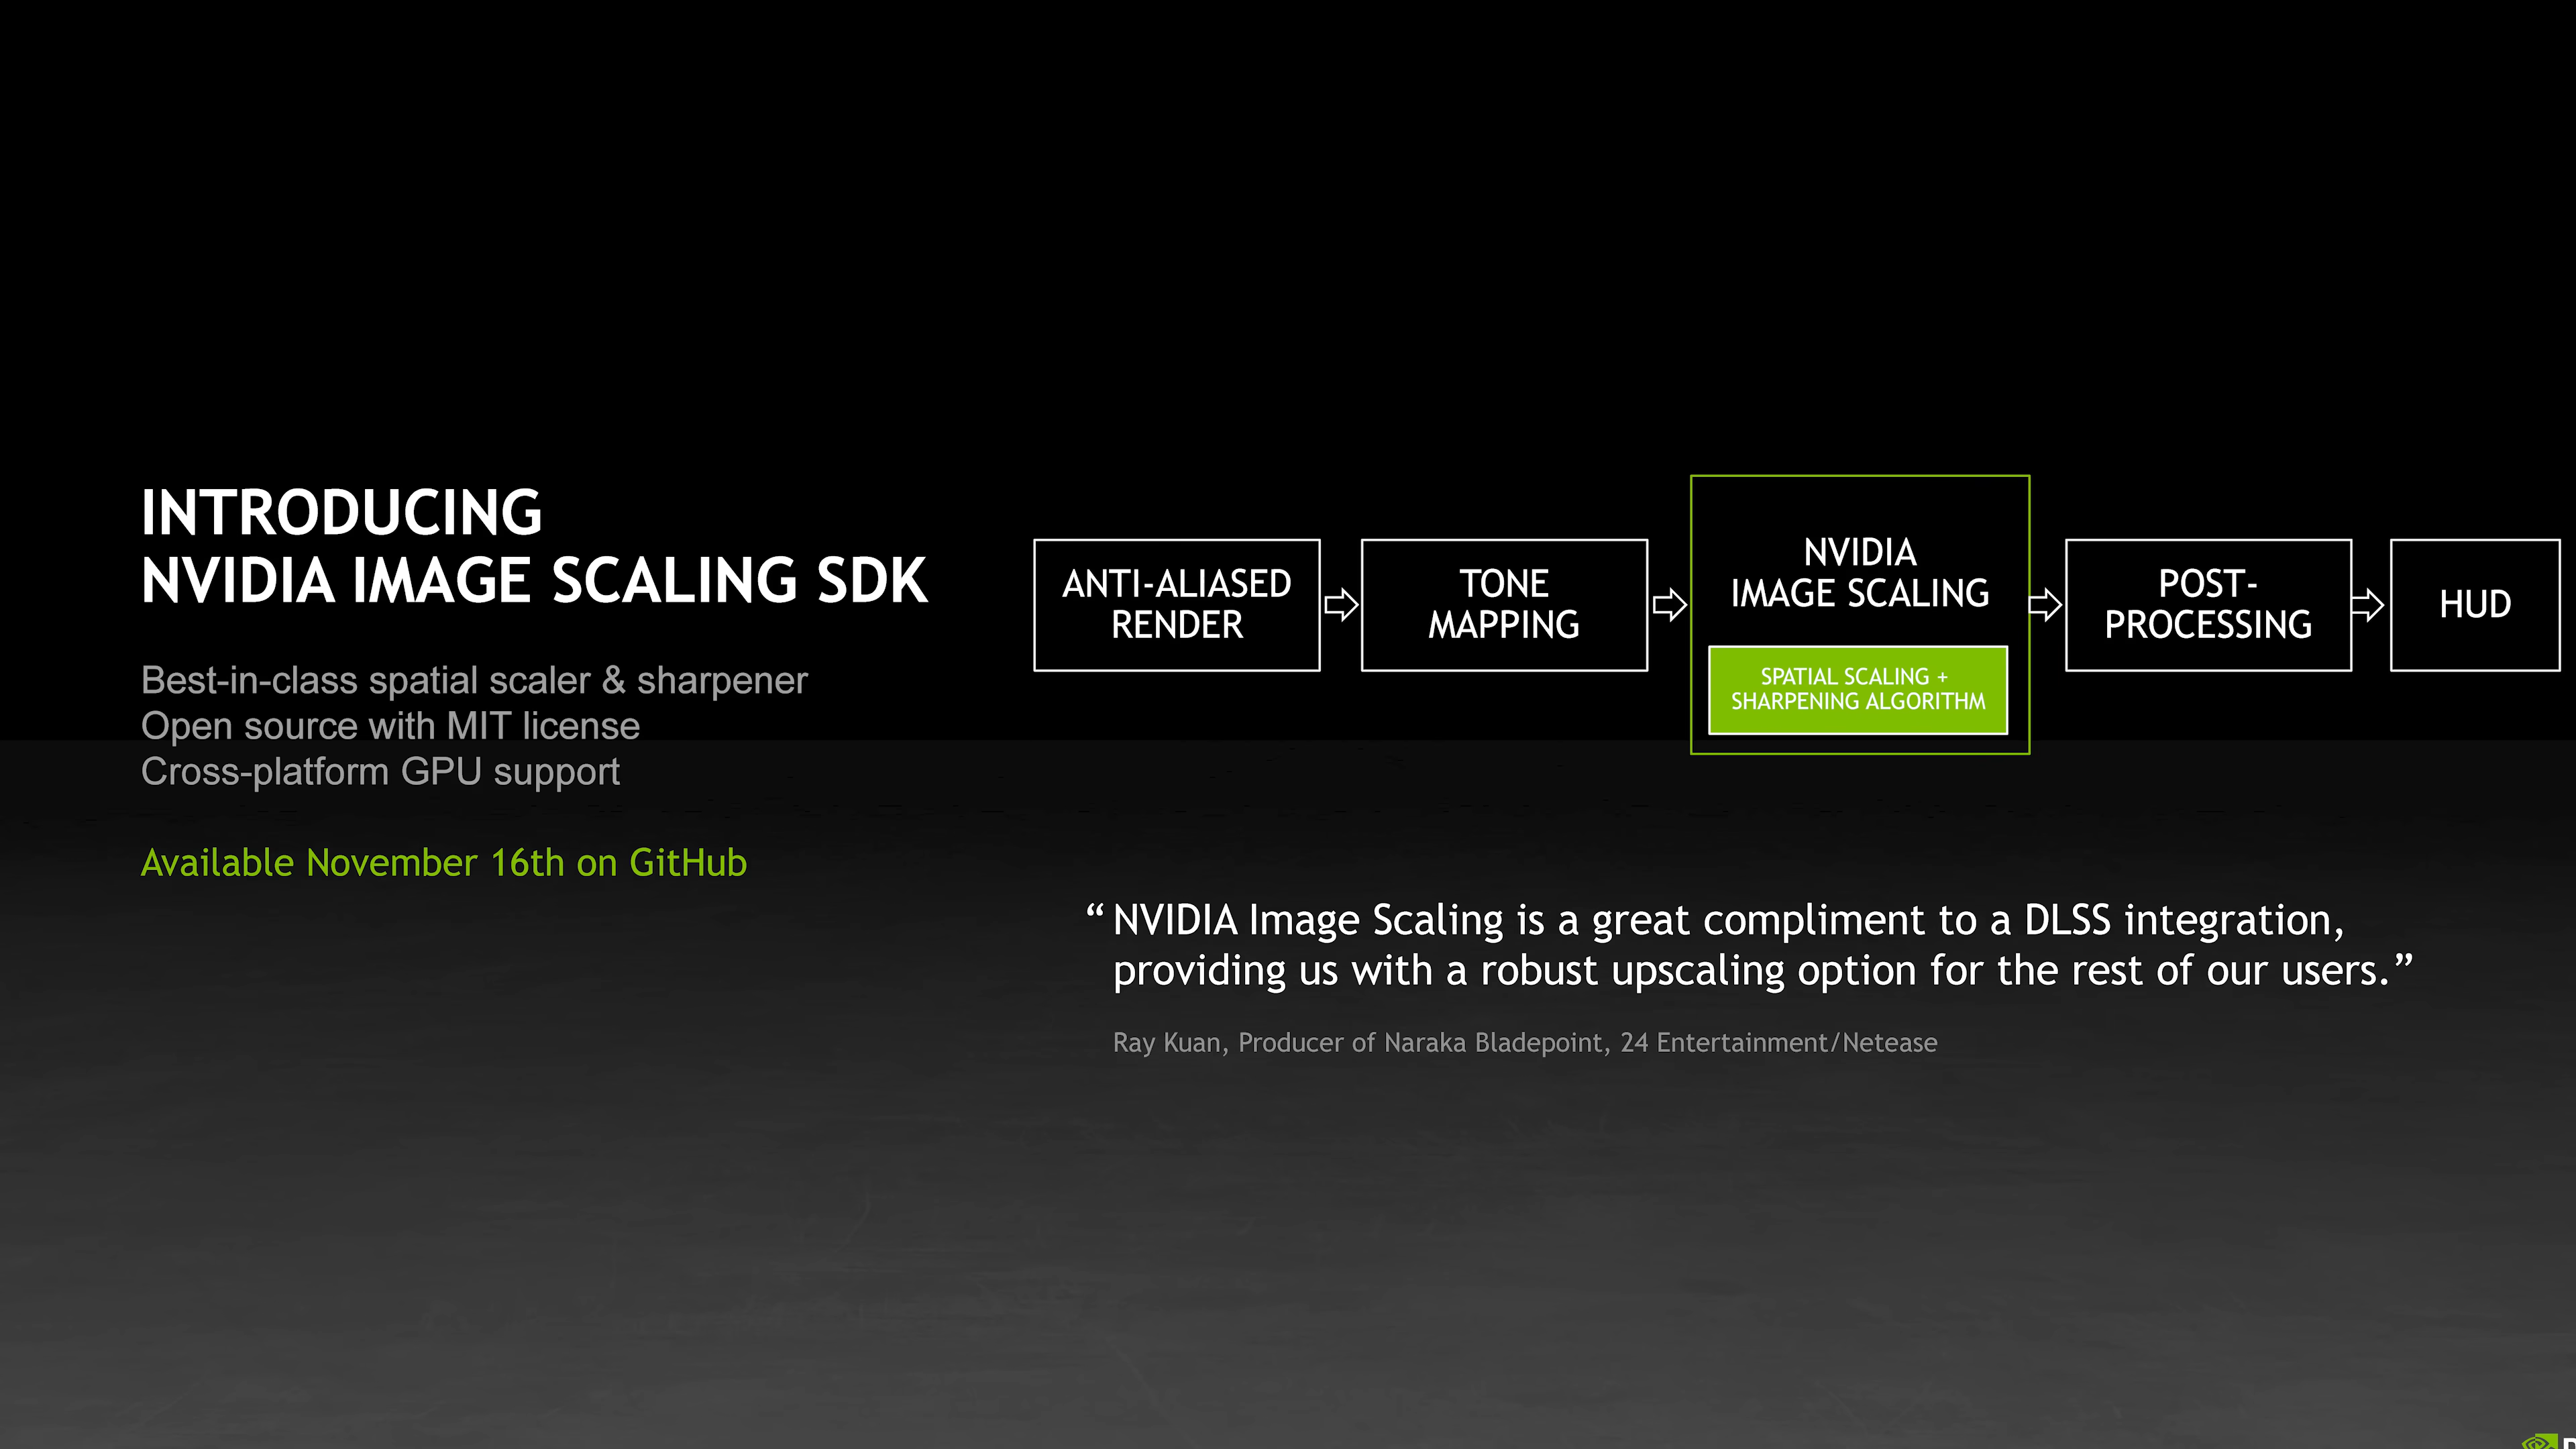 INTRODUCING
NVIDIA IMAGE SCALING SDK
Best-in-class spatial scaler & sharpener
Open source with MIT license
Cross-platform GPU support
Available November 16th on GitHub
ANTI-ALIASED
RENDER
TONE
MAPPING
NVIDIA
IMAGE SCALING
SPATIAL SCALING +
SHARPENING ALGORITHM
POST-
PROCESSING
HUD
“ NVIDIA Image Scaling is a great compliment to a DLSS integration,
providing us with a robust upscaling option for the rest of our users.”
Ray Kuan, Producer of Naraka Bladepoint, 24 Entertainment/Netease